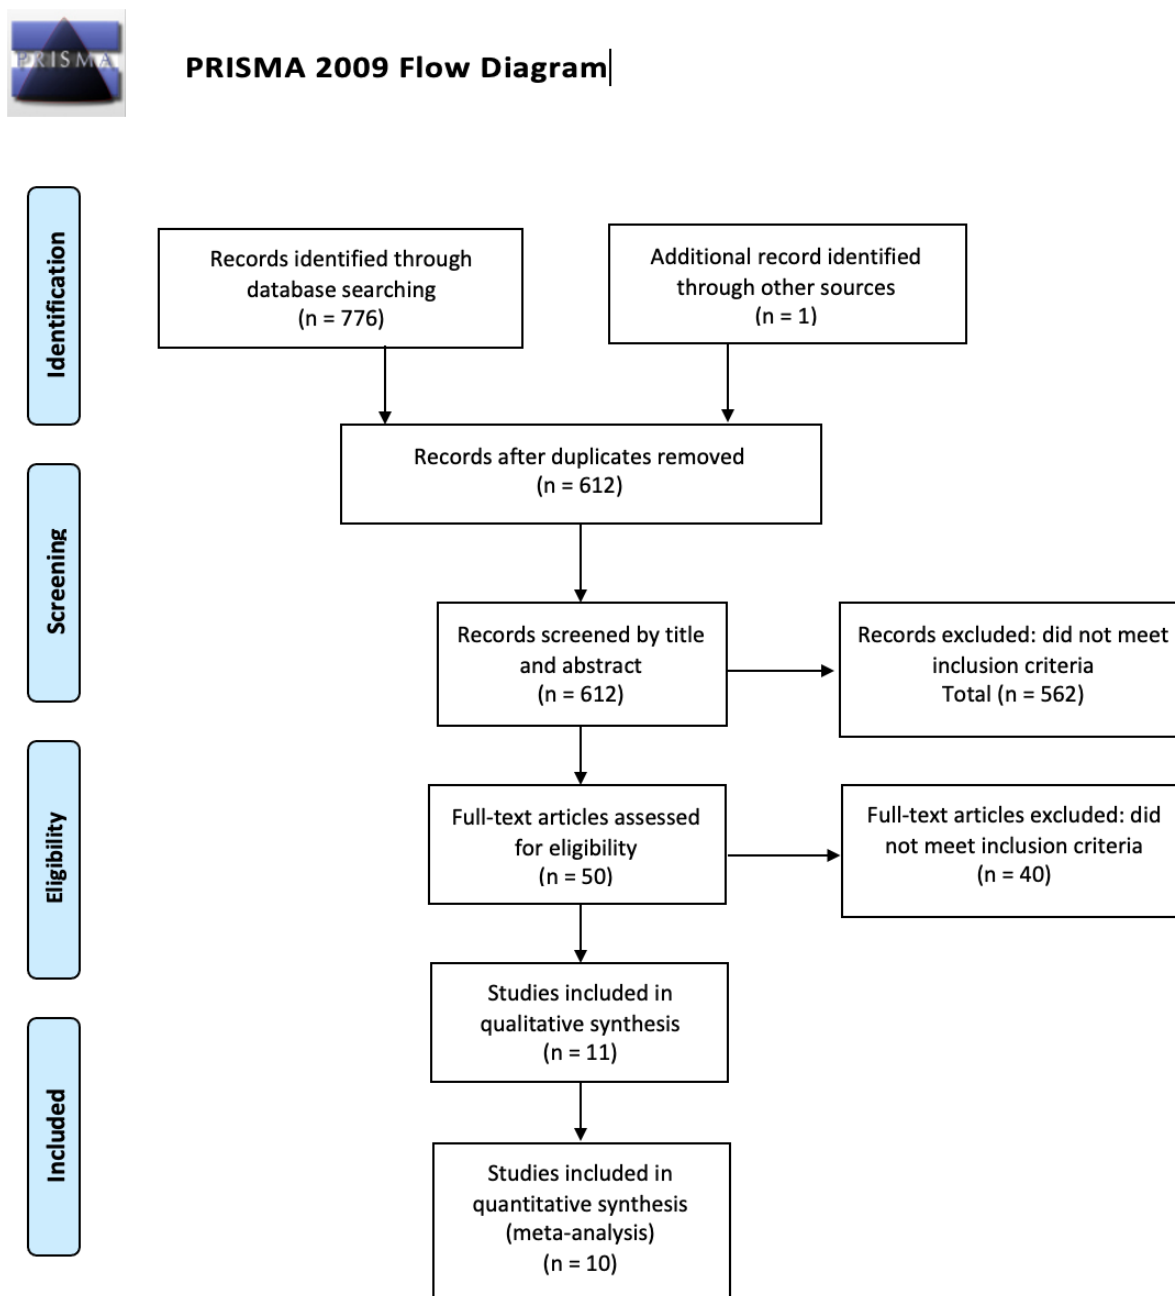 PRISMA
PRISMA 2009 Flow Diagram
Identification
Records identified through
database searching
(n = 776)
Additional record identified
through other sources
(n = 1)
Records after duplicates removed
(n = 612)
Screening
Records screened by title
and abstract
(n = 612)
Records excluded: did not meet
inclusion criteria
Total (n = 562)
Eligibility
Full-text articles assessed
for eligibility
(n = 50)
Full-text articles excluded: did
not meet inclusion criteria
(n = 40)
Studies included in
qualitative synthesis
(n = 11)
Included
Studies included in
quantitative synthesis
(meta-analysis)
(n = 10)